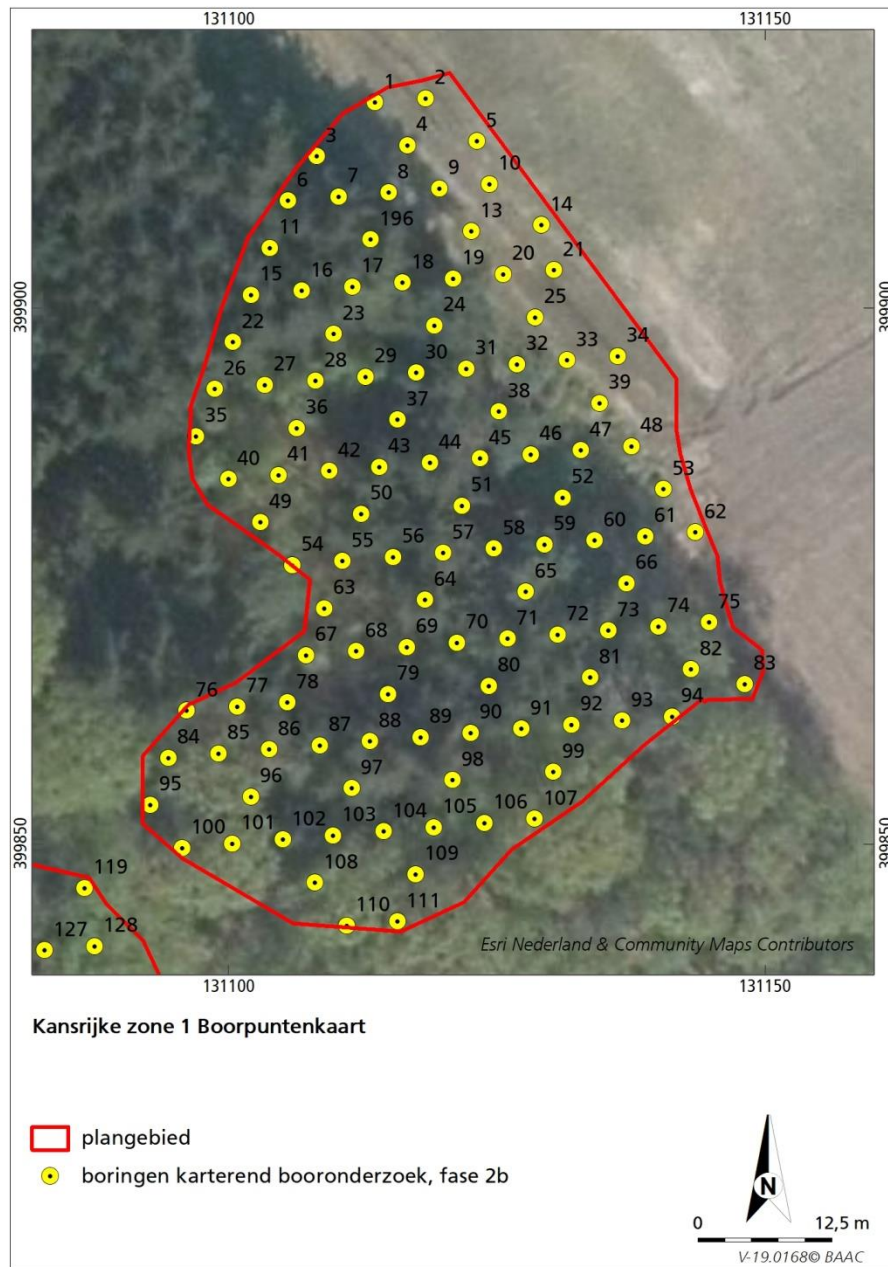 131100 131150
1 2
3 4 5
6 7 8 9 10
11 196 13 14
15 16 17 18 19 20 21
399900 399900
22 23 24 25
26 27 28 29 30 31 32 33 34
35 36 37 38 39
40 41 42 43 44 45 46 47 48
49 50 51 52 53
54 55 56 57 58 59 60 61 62
63 64 65 66
67 68 69 70 71 72 73 74 75
76 77 78 79 80 81 82 83
84 85 86 87 88 89 90 91 92 93 94
95 96 97 98 99
399850 399850
100 101 102 103 104 105 106 107
119 108 109
127 128 110 111
Esri Nederland & Community Maps Contributors
131100 131150
Kansrijke zone 1 Boorpuntenkaart
plangebied
boringen karterend booronderzoek, fase 2b
N
0 12,5 m
V-19.0168© BAAC